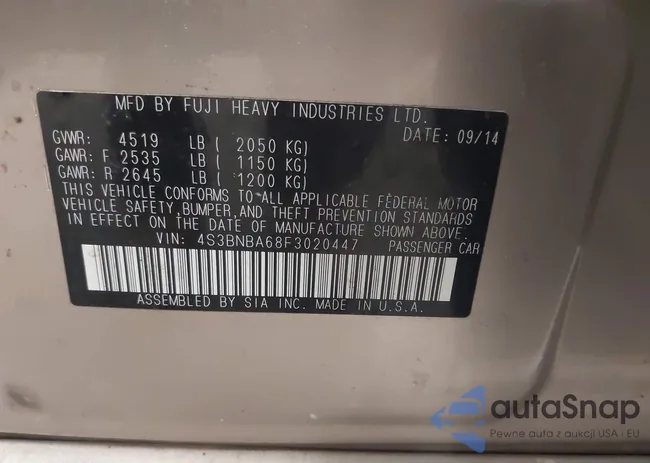 MFD BY FUJI HEAVY INDUSTRIES LTD.
DATE: 09/14
GVWR: 4519 LB ( 2050 KG)
GAWR: F 2535 LB ( 1150 KG)
GAWR: R 2645 LB ( 1200 KG)
THIS VEHICLE CONFORMS TO ALL APPLICABLE FEDERAL MOTOR
VEHICLE SAFETY, BUMPER, AND THEFT PREVENTION STANDARDS
IN EFFECT ON THE DATE OF MANUFACTURE SHOWN ABOVE.
VIN: 4S3BNBA68F3020447 PASSENGER CAR
ASSEMBLED BY SIA INC. MADE IN U.S.A.
autaSnap
Pewne auta z aukcji USA - EU